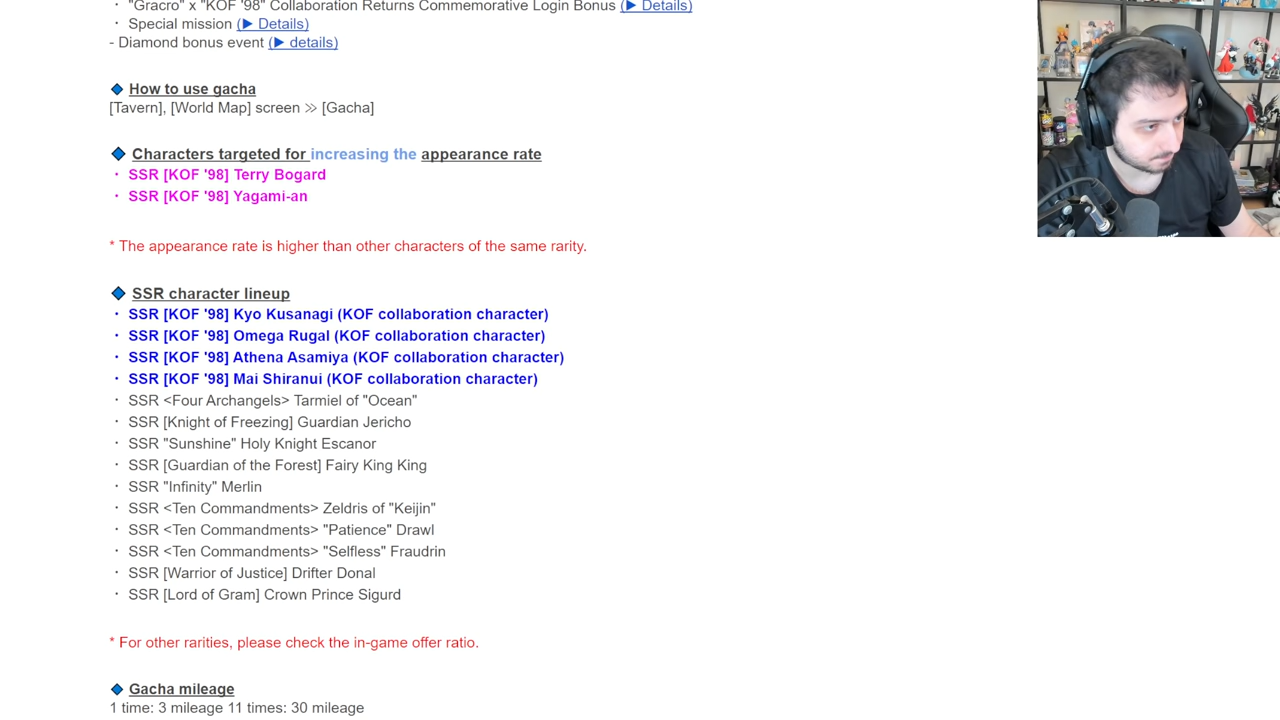 · "Gracro" x "KOF '98" Collaboration Returns Commemorative Login Bonus (▶ Details)
· Special mission (▶ Details)
- Diamond bonus event (▶ details)
◆ How to use gacha
[Tavern], [World Map] screen ≫ [Gacha]
◆ Characters targeted for increasing the appearance rate
· SSR [KOF '98] Terry Bogard
· SSR [KOF '98] Yagami-an
* The appearance rate is higher than other characters of the same rarity.
◆ SSR character lineup
· SSR [KOF '98] Kyo Kusanagi (KOF collaboration character)
· SSR [KOF '98] Omega Rugal (KOF collaboration character)
· SSR [KOF '98] Athena Asamiya (KOF collaboration character)
· SSR [KOF '98] Mai Shiranui (KOF collaboration character)
· SSR <Four Archangels> Tarmiel of "Ocean"
· SSR [Knight of Freezing] Guardian Jericho
· SSR "Sunshine" Holy Knight Escanor
· SSR [Guardian of the Forest] Fairy King King
· SSR "Infinity" Merlin
· SSR <Ten Commandments> Zeldris of "Keijin"
· SSR <Ten Commandments> "Patience" Drawl
· SSR <Ten Commandments> "Selfless" Fraudrin
· SSR [Warrior of Justice] Drifter Donal
· SSR [Lord of Gram] Crown Prince Sigurd
* For other rarities, please check the in-game offer ratio.
◆ Gacha mileage
1 time: 3 mileage 11 times: 30 mileage